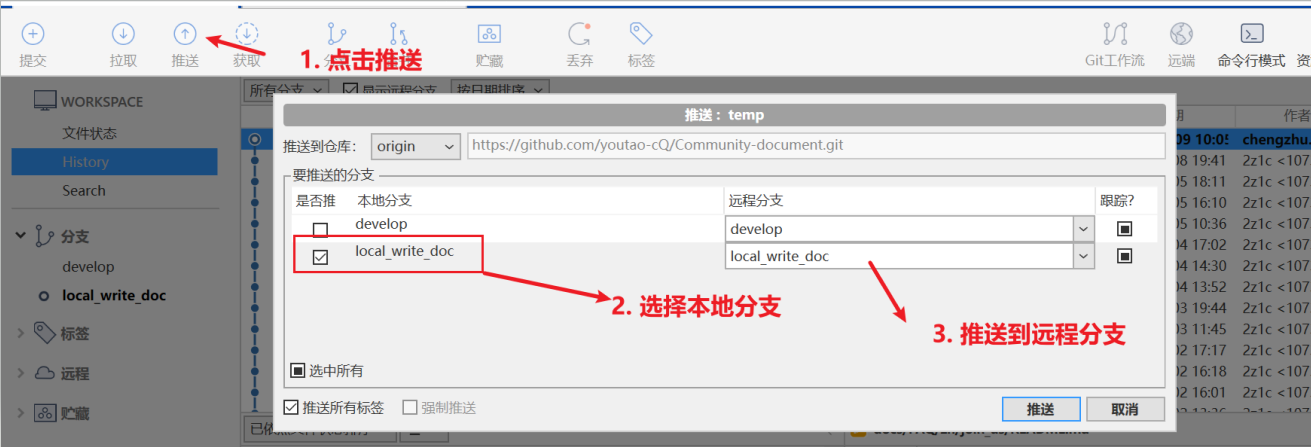 提交
拉取
推送
获取
贮藏
丢弃
标签
Git工作流
远端
命令行模式
1. 点击推送
所有分支
显示远程分支
按日期排序
WORKSPACE
文件状态
History
Search
分支
develop
local_write_doc
标签
远程
贮藏
推送： temp
推送到仓库： origin https://github.com/youtao-cQ/Community-document.git
要推送的分支
是否推 本地分支 远程分支 跟踪？
develop develop
local_write_doc local_write_doc
2. 选择本地分支
3. 推送到远程分支
选中所有
推送所有标签 强制推送
推送 取消
期 作者
09 10:05 chengzhu.
08 19:41 2z1c <107
05 18:11 2z1c <107
05 16:10 2z1c <107
05 10:36 2z1c <107
04 17:02 2z1c <107
04 14:30 2z1c <107
04 13:52 2z1c <107
03 19:44 2z1c <107
03 11:45 2z1c <107
02 17:17 2z1c <107
02 16:18 2z1c <107
02 16:01 2z1c <107